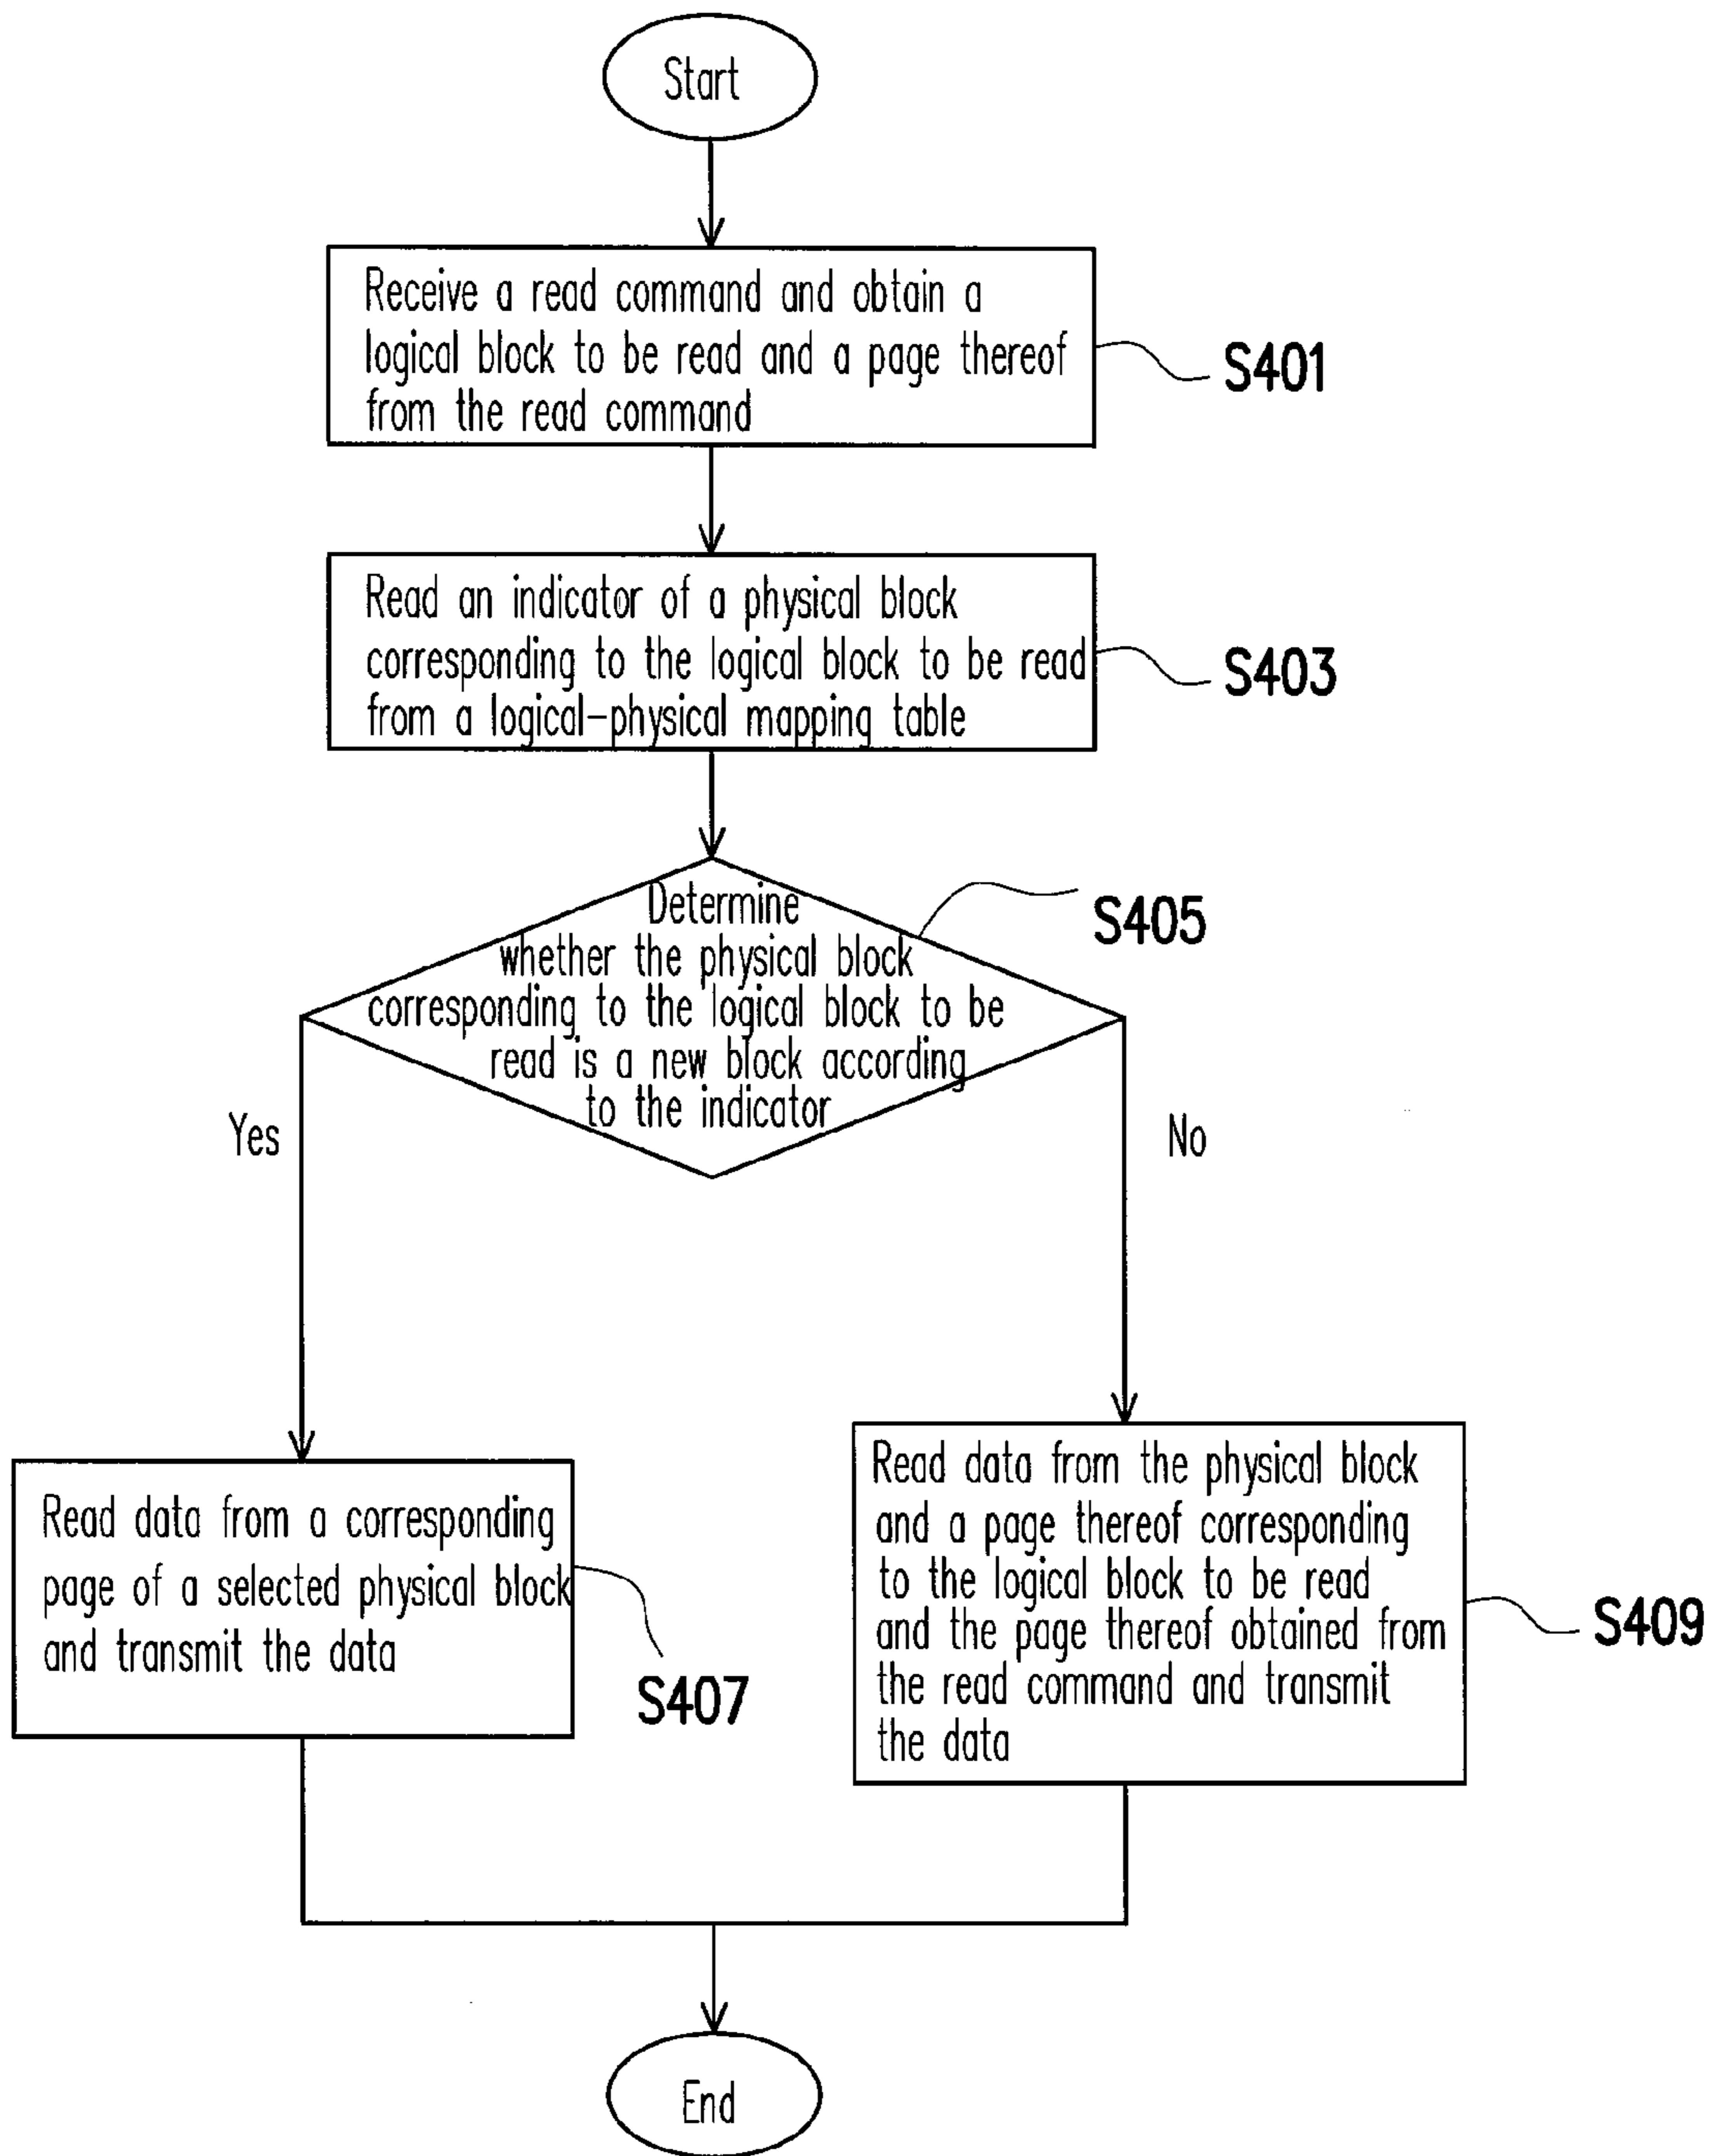 Start
Receive a read command and obtain a
logical block to be read and a page thereof
from the read command
S401
Read an indicator of a physical block
corresponding to the logical block to be read
from a logical-physical mapping table
S403
Determine
whether the physical block
corresponding to the logical block to be
read is a new block according
to the indicator
S405
Yes
No
Read data from a corresponding
page of a selected physical block
and transmit the data
S407
Read data from the physical block
and a page thereof corresponding
to the logical block to be read
and the page thereof obtained from
the read command and transmit
the data
S409
End